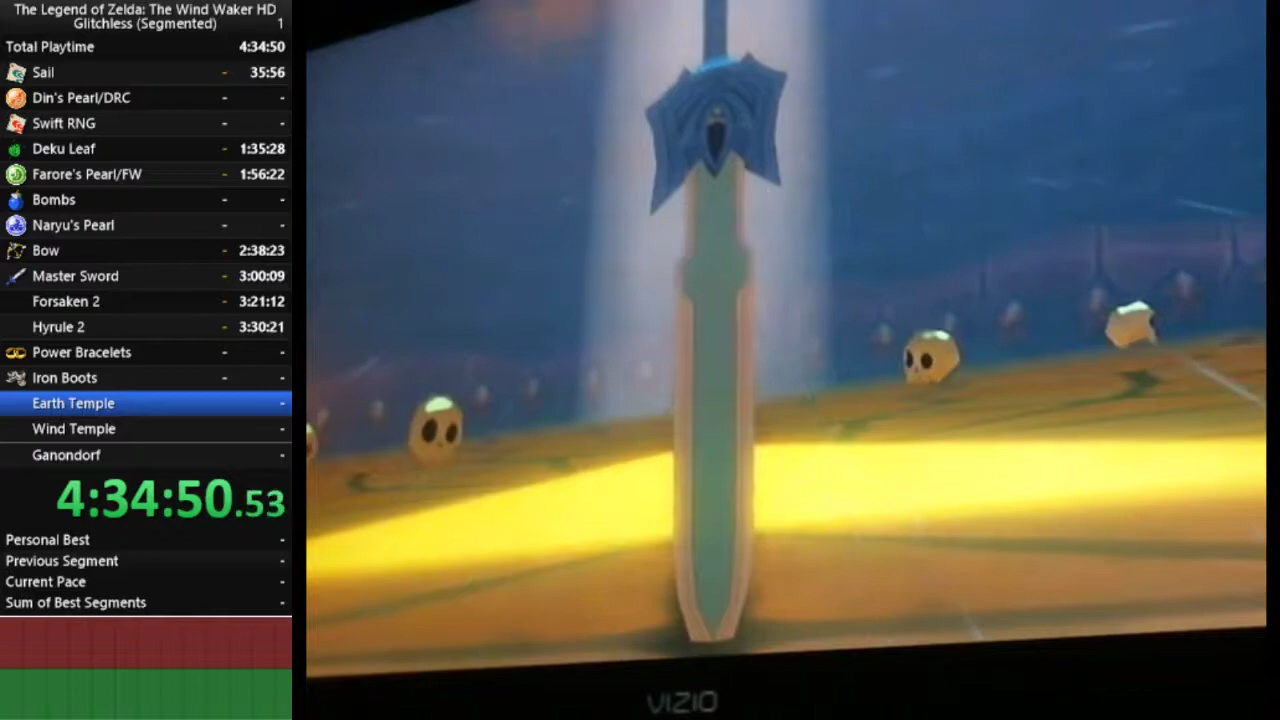 The Legend of Zelda: The Wind Waker HD
Glitchless (Segmented) 1
Total Playtime 4:34:50
Sail - 35:56
Din's Pearl/DRC - -
Swift RNG - -
Deku Leaf - 1:35:28
Farore's Pearl/FW - 1:56:22
Bombs - -
Naryu's Pearl - -
Bow - 2:38:23
Master Sword - 3:00:09
Forsaken 2 - 3:21:12
Hyrule 2 - 3:30:21
Power Bracelets - -
Iron Boots - -
Earth Temple -
Wind Temple -
Ganondorf -
4:34:50.53
Personal Best -
Previous Segment -
Current Pace -
Sum of Best Segments -
VIZIO